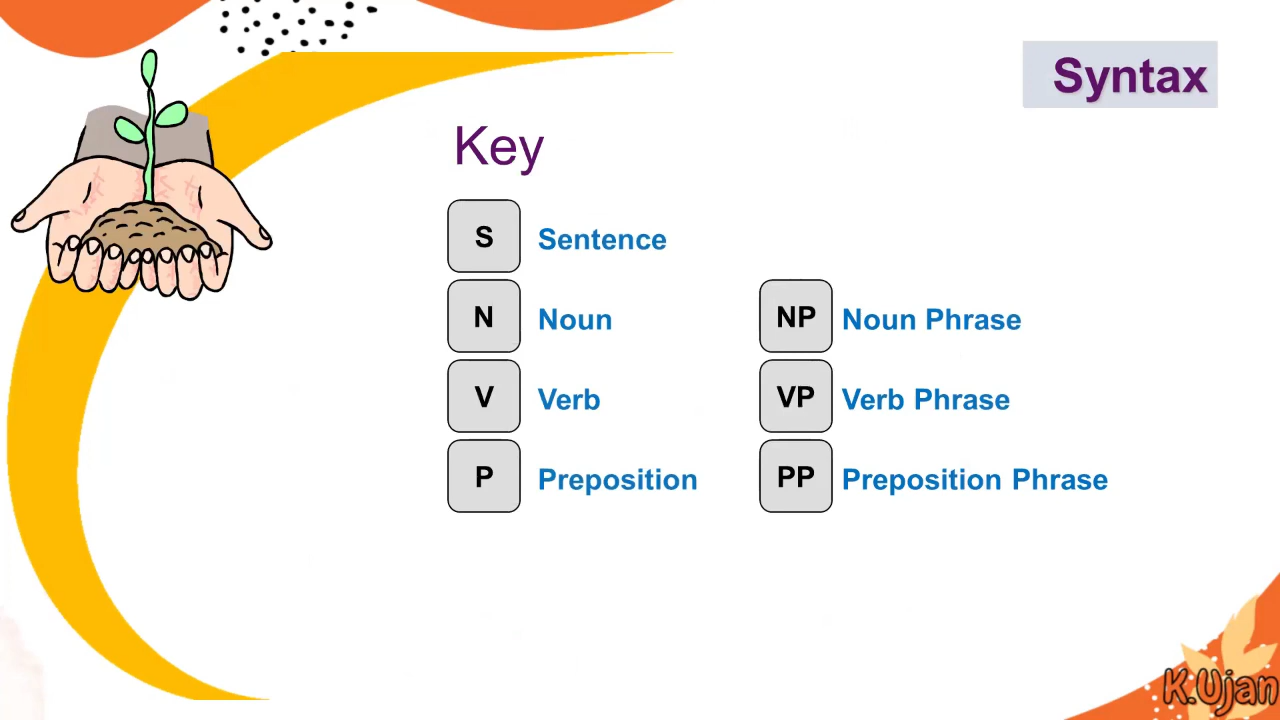 Syntax
Key
S Sentence
N Noun NP Noun Phrase
V Verb VP Verb Phrase
P Preposition PP Preposition Phrase
K.Ujan